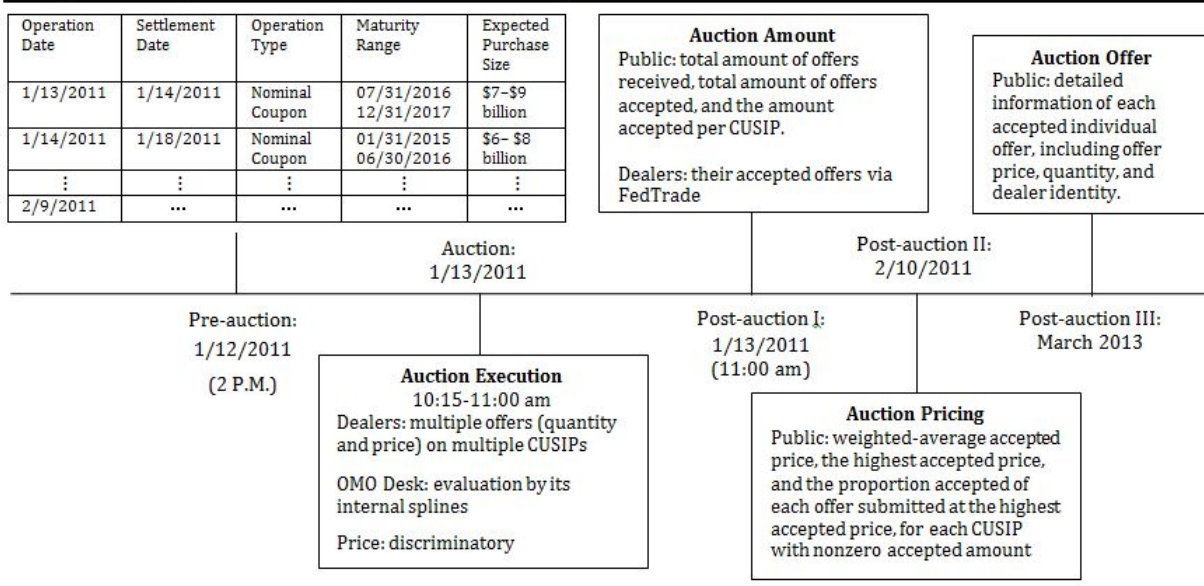 Operation Date	Settlement Date	Operation Type	Maturity Range	Expected Purchase Size
1/13/2011	1/14/2011	Nominal Coupon	07/31/2016 12/31/2017	$7–$9 billion
1/14/2011	1/18/2011	Nominal Coupon	01/31/2015 06/30/2016	$6– $8 billion
⋮	⋮	⋮	⋮	⋮
2/9/2011	...	...	...	...
Auction Amount
Public: total amount of offers
received, total amount of offers
accepted, and the amount
accepted per CUSIP.
Dealers: their accepted offers via
FedTrade
Auction Offer
Public: detailed
information of each
accepted individual
offer, including offer
price, quantity, and
dealer identity.
Auction:
1/13/2011
Post-auction II:
2/10/2011
Pre-auction:
1/12/2011
(2 P.M.)
Auction Execution
10:15-11:00 am
Dealers: multiple offers (quantity
and price) on multiple CUSIPs
OMO Desk: evaluation by its
internal splines
Price: discriminatory
Post-auction I:
1/13/2011
(11:00 am)
Auction Pricing
Public: weighted-average accepted
price, the highest accepted price,
and the proportion accepted of
each offer submitted at the highest
accepted price, for each CUSIP
with nonzero accepted amount
Post-auction III:
March 2013